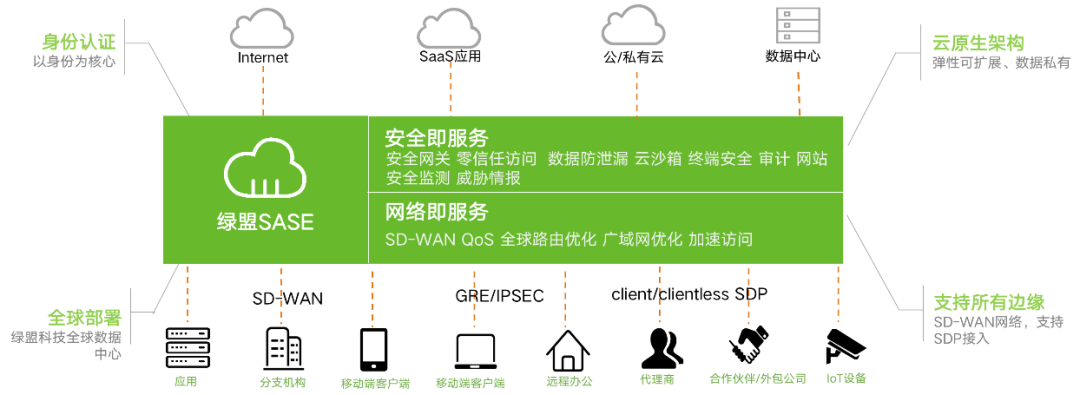 身份认证
以身份为核心
Internet
SaaS应用
公/私有云
数据中心
云原生架构
弹性可扩展、数据私有
绿盟SASE
安全即服务
安全网关 零信任访问 数据防泄漏 云沙箱 终端安全 审计 网站
安全监测 威胁情报
网络即服务
SD-WAN QoS 全球路由优化 广域网优化 加速访问
全球部署
绿盟科技全球数据
中心
SD-WAN
GRE/IPSEC
client/clientless SDP
支持所有边缘
SD-WAN网络，支持
SDP接入
应用
分支机构
移动端客户端
移动端客户端
远程办公
代理商
合作伙伴/外包公司
IoT设备